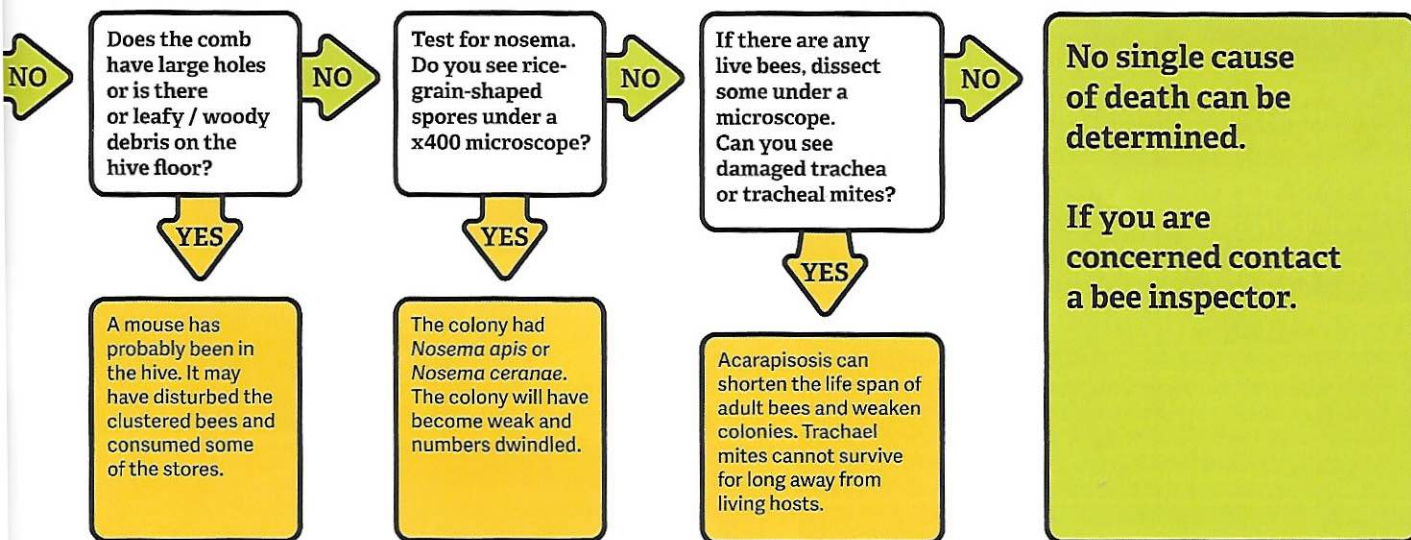 NO
Does the comb
have large holes
or is there
or leafy / woody
debris on the
hive floor?
NO
Test for nosema.
Do you see rice-
grain-shaped
spores under a
x400 microscope?
NO
If there are any
live bees, dissect
some under a
microscope.
Can you see
damaged trachea
or tracheal mites?
NO
No single cause
of death can be
determined.
If you are
concerned contact
a bee inspector.
YES
YES
YES
A mouse has
probably been in
the hive. It may
have disturbed the
clustered bees and
consumed some
of the stores.
The colony had
Nosema apis or
Nosema ceranae.
The colony will have
become weak and
numbers dwindled.
Acarapisosis can
shorten the life span of
adult bees and weaken
colonies. Trachael
mites cannot survive
for long away from
living hosts.